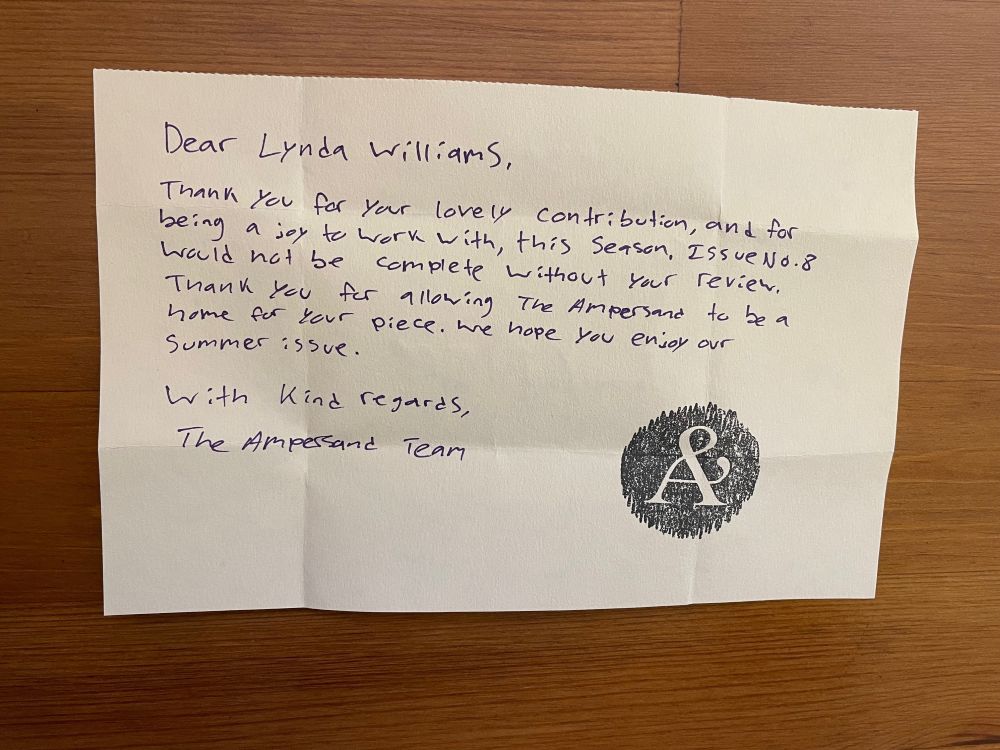 Dear Lynda Williams,
Thank you for your lovely contribution, and for
being a joy to work with, this season. Issue No.8
would not be complete without your review.
Thank you for allowing The Ampersand to be a
home for your piece. We hope you enjoy our
summer issue.
With kind regards,
The Ampersand Team
&